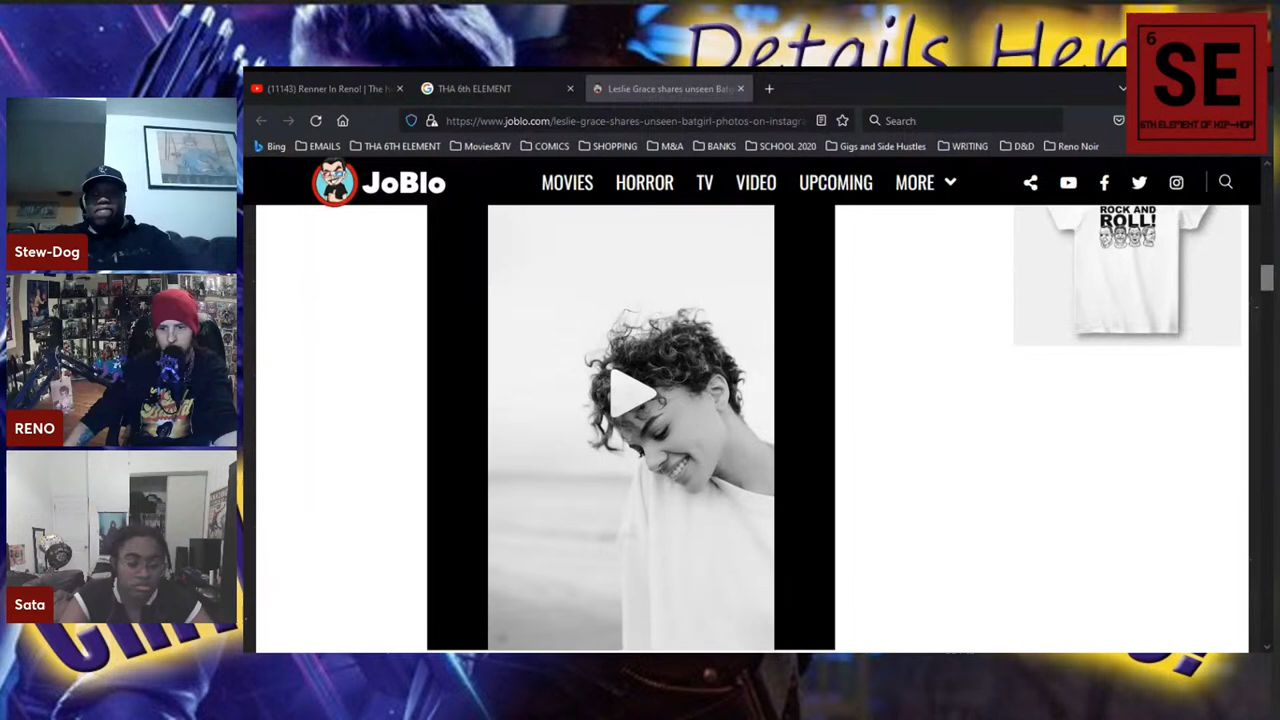 Details Her
6
SE
6TH ELEMENT OF HIP-HOP
(11143) Renner In Reno! | The h
THA 6th ELEMENT
Leslie Grace shares unseen Batg
https://www.joblo.com/leslie-grace-shares-unseen-batgirl-photos-on-instagra
Search
Bing
EMAILS
THA 6TH ELEMENT
Movies&TV
COMICS
SHOPPING
M&A
BANKS
SCHOOL 2020
Gigs and Side Hustles
WRITING
D&D
Reno Noir
JoBlo
MOVIES
HORROR
TV
VIDEO
UPCOMING
MORE
ROCK AND
ROLL!
Stew-Dog
RENO
Sata